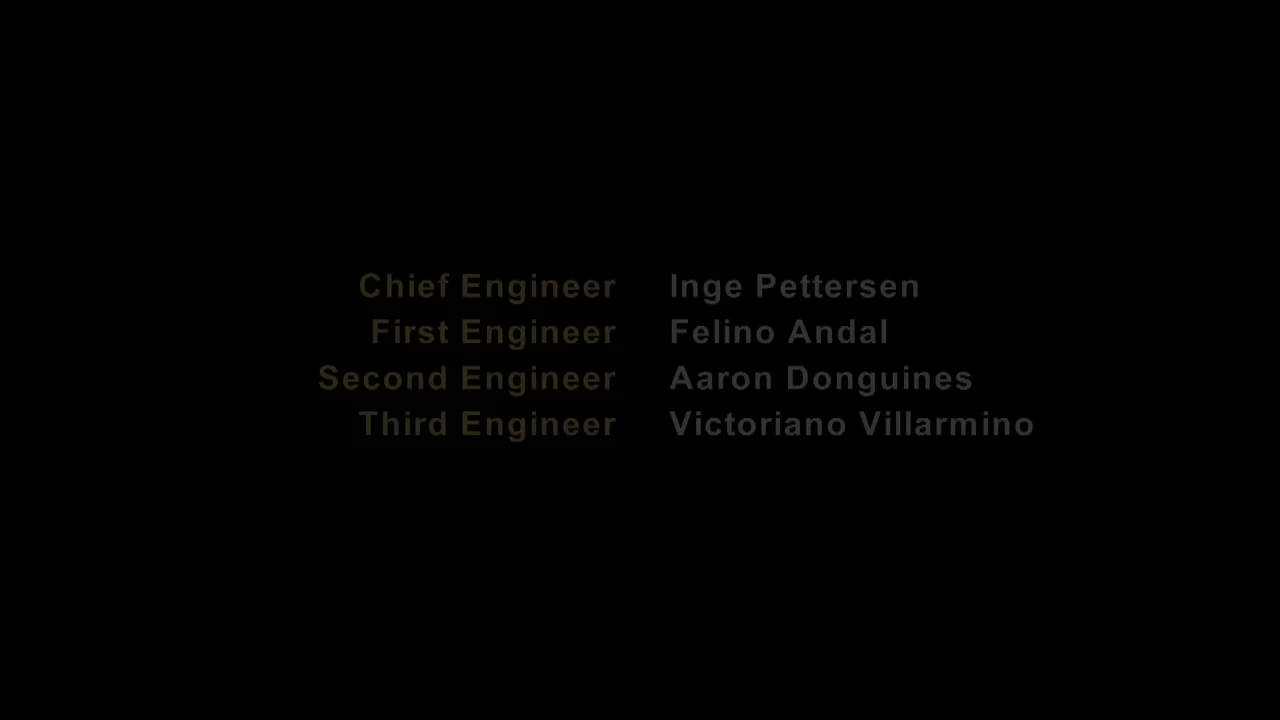 Chief Engineer Inge Pettersen
First Engineer Felino Andal
Second Engineer Aaron Donguines
Third Engineer Victoriano Villarmino